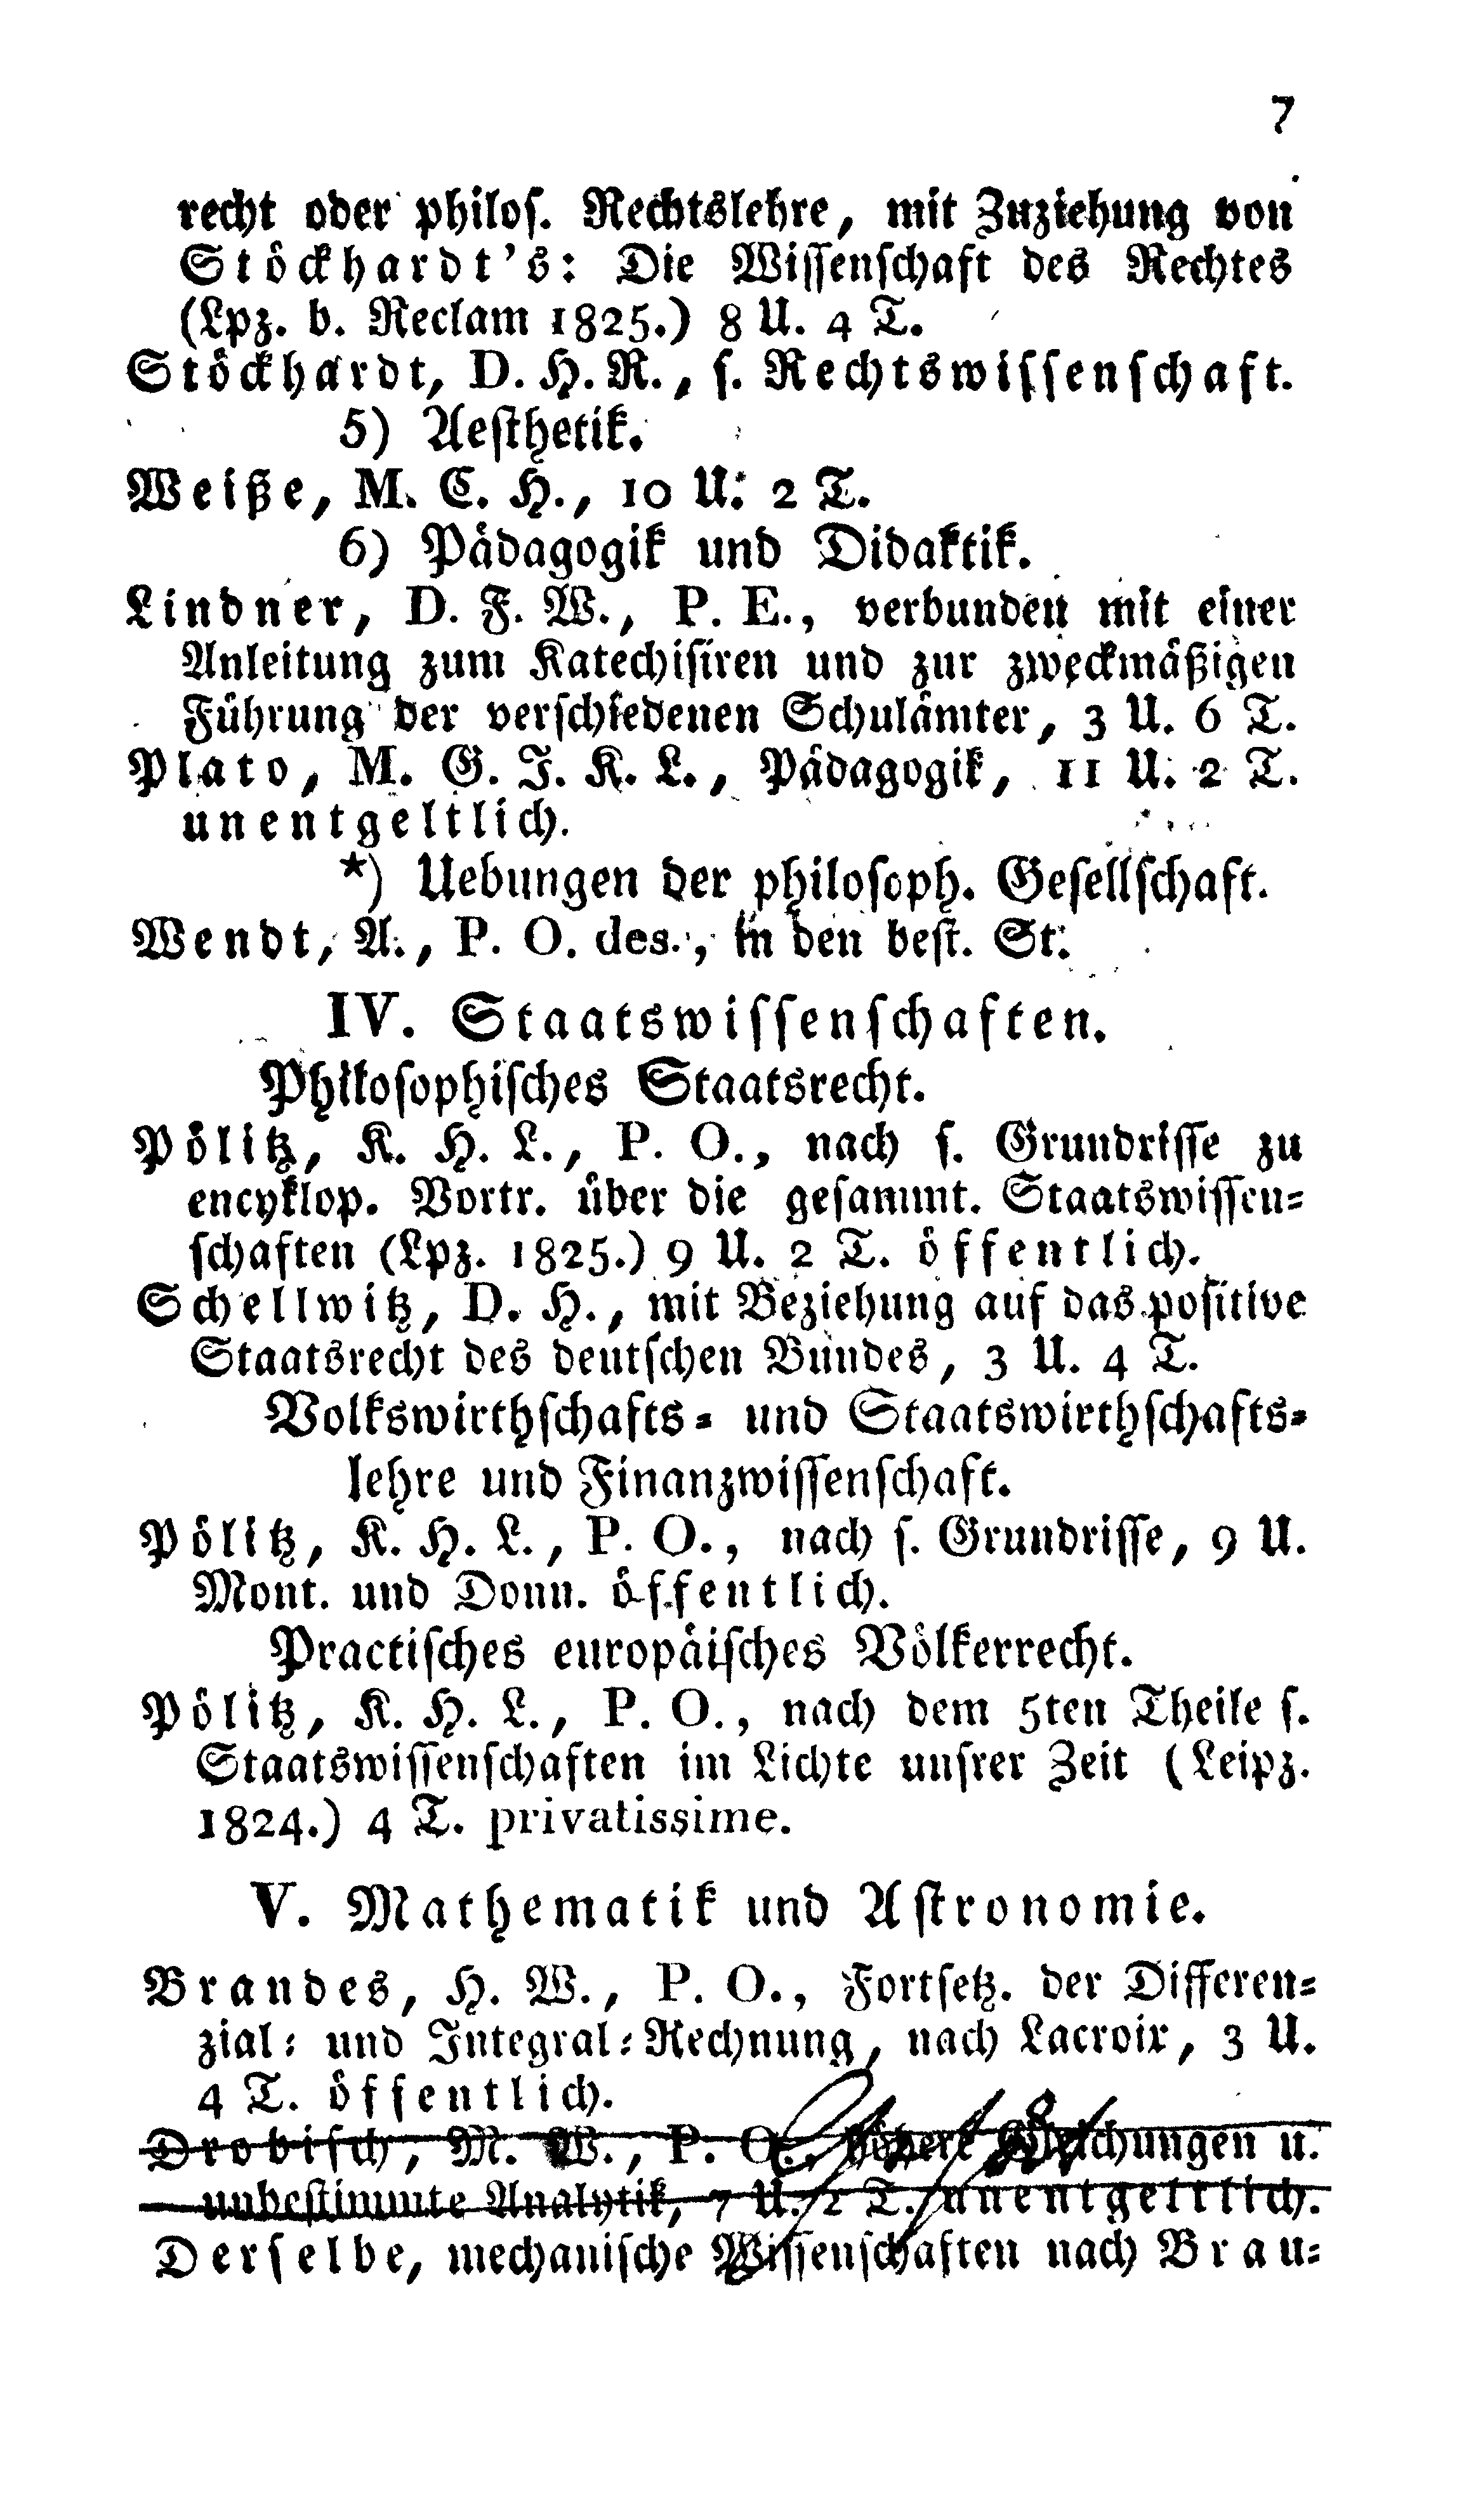 7
recht oder philos. Rechtslehre, mit Zuziehung von
Stöckhardt's: Die Wissenschaft des Rechtes
(Lpz. b. Reclam 1825.) 8 U. 4 T.
Stöckhardt, D. H. R., s. Rechtswissenschaft.
5) Aesthetik.
Weiße, M. C. H., 10 U. 2 T.
6) Pädagogik und Didaktik.
Lindner, D. F. W., P. E., verbunden mit einer
Anleitung zum Katechisiren und zur zweckmäßigen
Führung der verschiedenen Schulämter, 3 U. 6 T.
Plato, M. G. J. K. L., Pädagogik, 11 U. 2 T.
unentgeltlich.
*) Uebungen der philosoph. Gesellschaft.
Wendt, A., P. O. des., in den best. St.
IV. Staatswissenschaften.
Philosophisches Staatsrecht.
Pölitz, K. H. L., P. O., nach s. Grundrisse zu
encyklop. Vortr. über die gesammt. Staatswissen-
schaften (Lpz. 1825.) 9 U. 2 T. öffentlich.
Schellwitz, D. H., mit Beziehung auf das positive
Staatsrecht des deutschen Bundes, 3 U. 4 T.
Volkswirthschafts- und Staatswirthschafts-
lehre und Finanzwissenschaft.
Pölitz, K. H. L., P. O., nach s. Grundrisse, 9 U.
Mont. und Donn. öffentlich.
Practisches europäisches Völkerrecht.
Pölitz, K. H. L., P. O., nach dem 5ten Theile s.
Staatswissenschaften im Lichte unsrer Zeit (Leipz.
1824.) 4 T. privatissime.
V. Mathematik und Astronomie.
Brandes, H. W., P. O., Fortsetz. der Differen-
zial- und Integral-Rechnung, nach Lacroix, 3 U.
4 T. öffentlich.
Drobisch, M. W., P. O., höhere Gleichungen u.
unbestimmte Analytik, 7 U. 2 T. unentgeltlich.
Derselbe, mechanische Wissenschaften nach Bran-